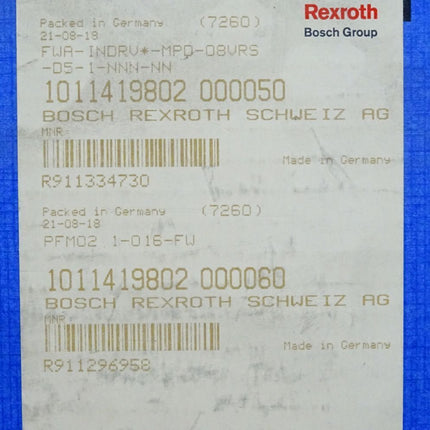 Rexroth
Bosch Group
Packed in Germany (7260)
21-08-18
FWA-INDRV*-MPD-08VRS
-D5-1-NNN-NN
1011419802 000050
BOSCH REXROTH SCHWEIZ AG
MNR:
Made in Germany
R911334730
Packed in Germany (7260)
21-08-18
PFM02.1-016-FW
1011419802 000060
BOSCH REXROTH SCHWEIZ AG
MNR:
Made in Germany
R911296958